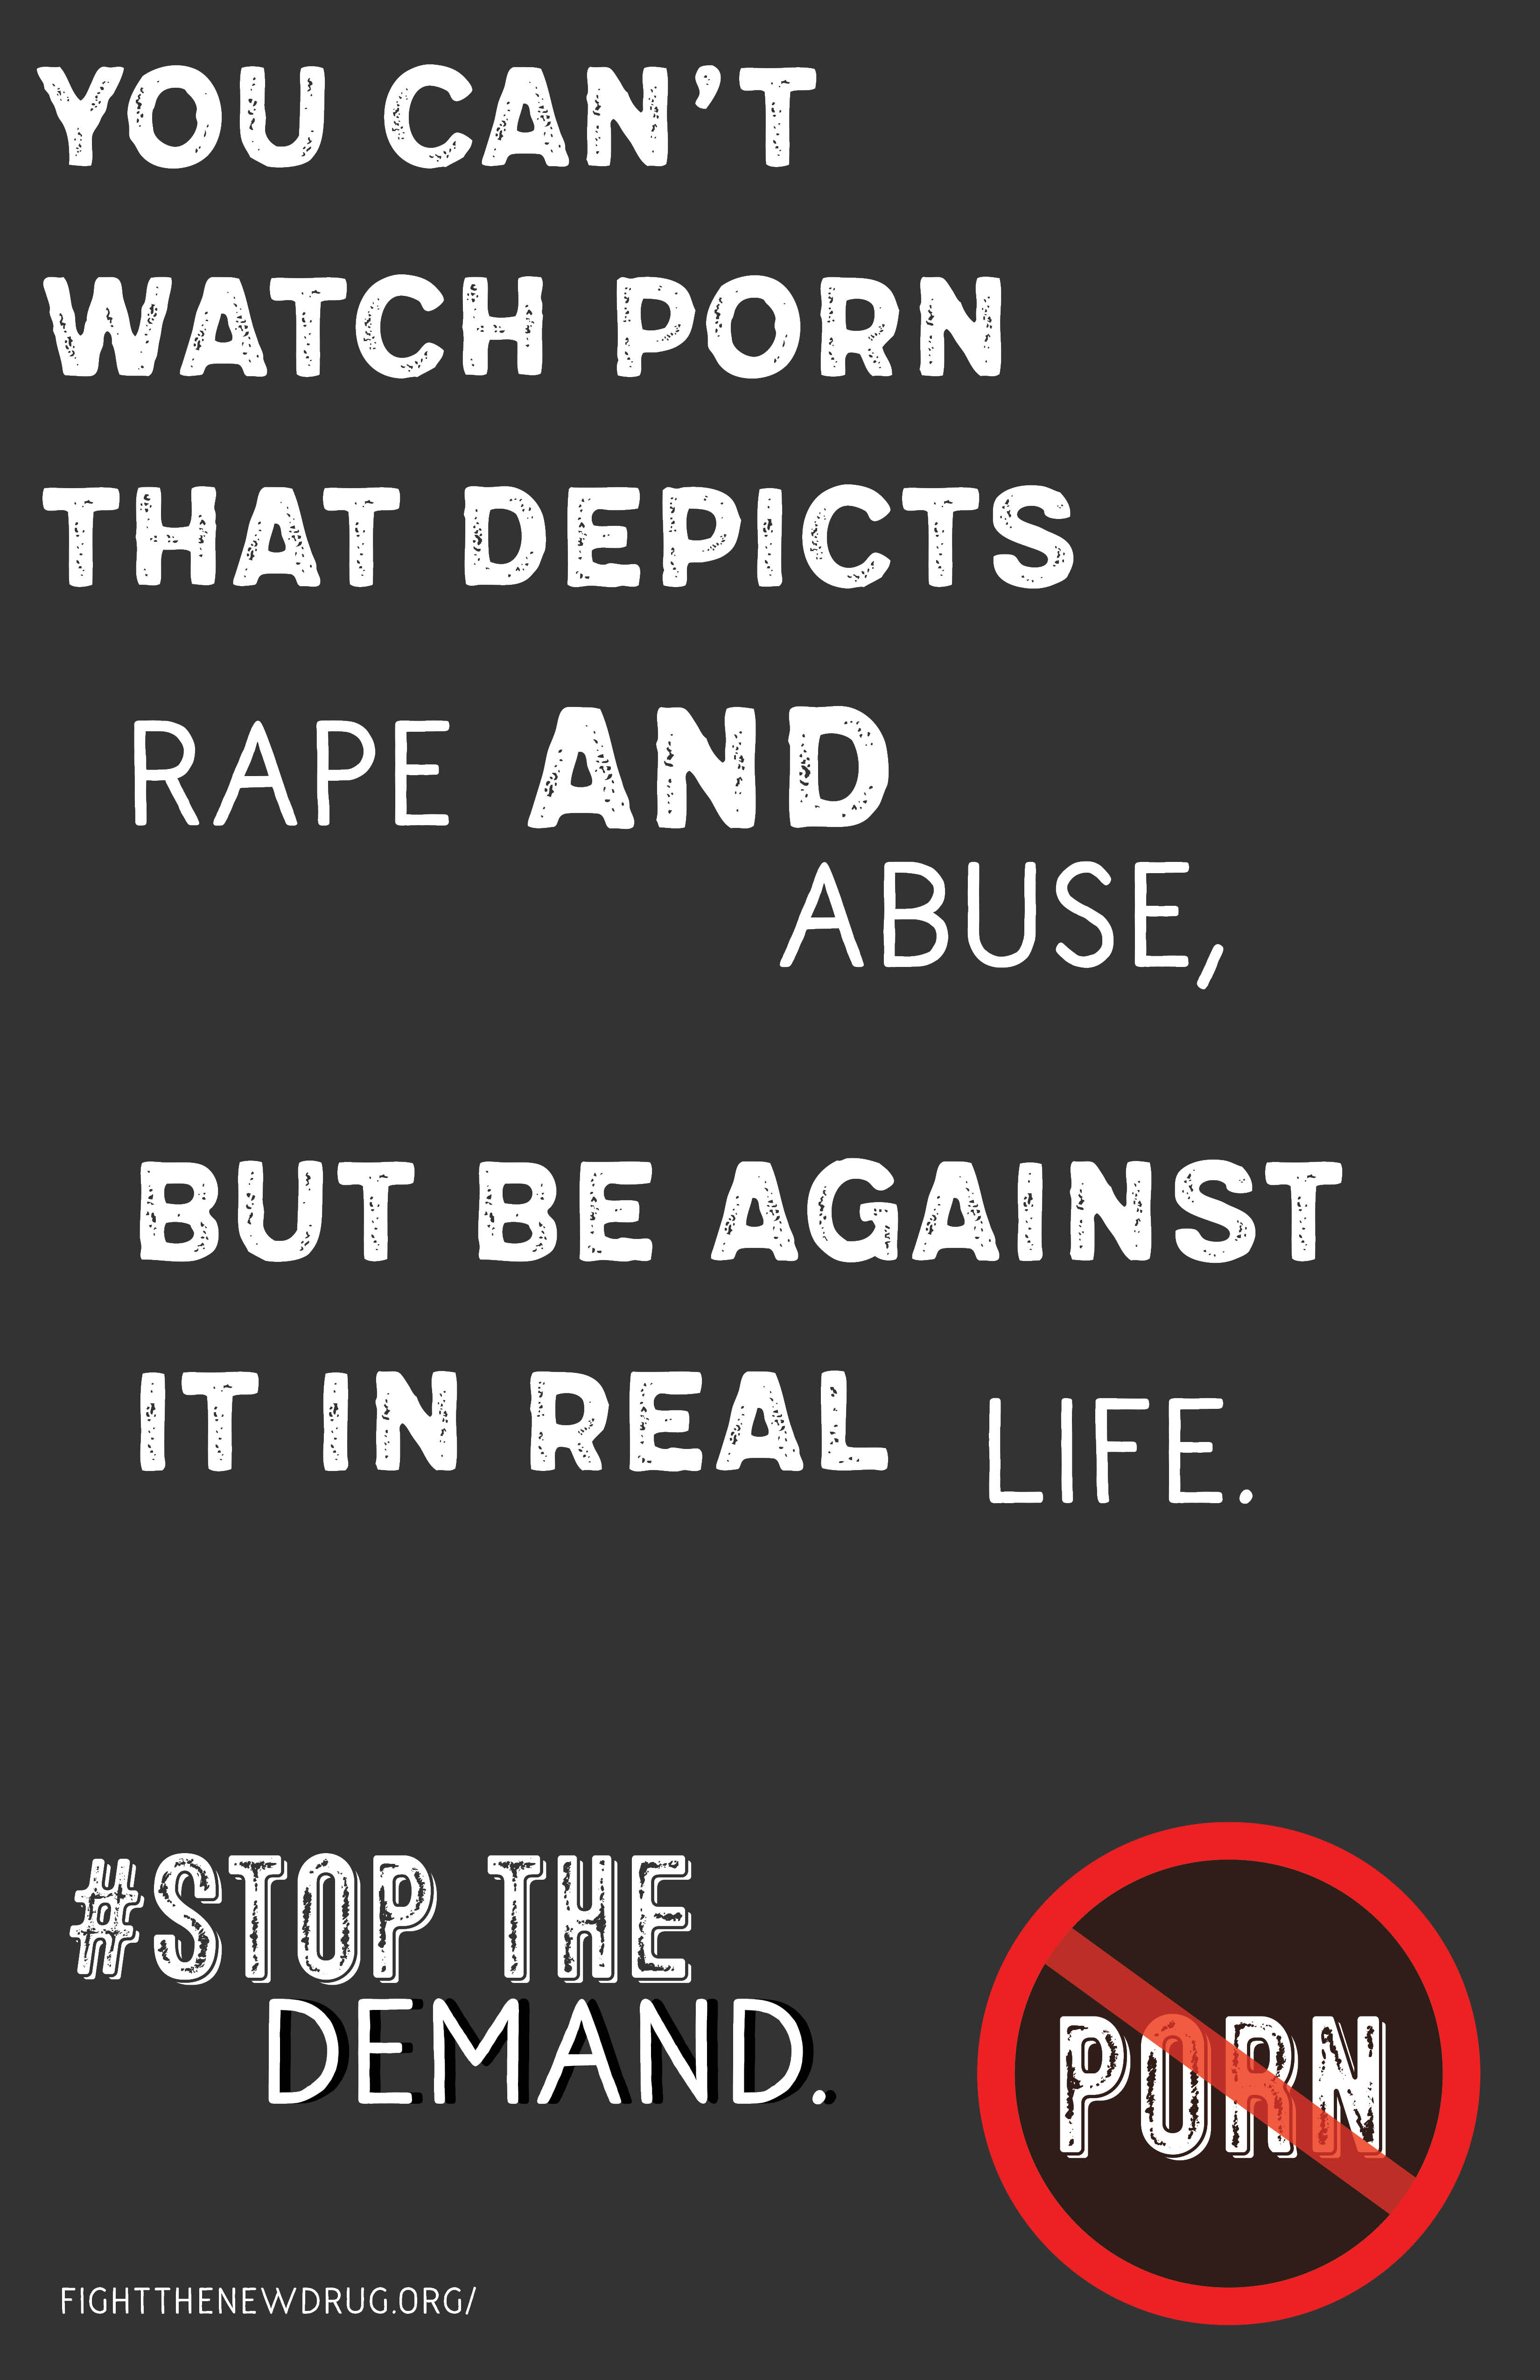 YOU CAN'T
WATCH PORN
THAT DEPICTS
RAPE AND
ABUSE,
BUT BE AGAINST
IT IN REAL LIFE.
#STOP THE
DEMAND.
PORN
FIGHTTHENEWDRUG.ORG/